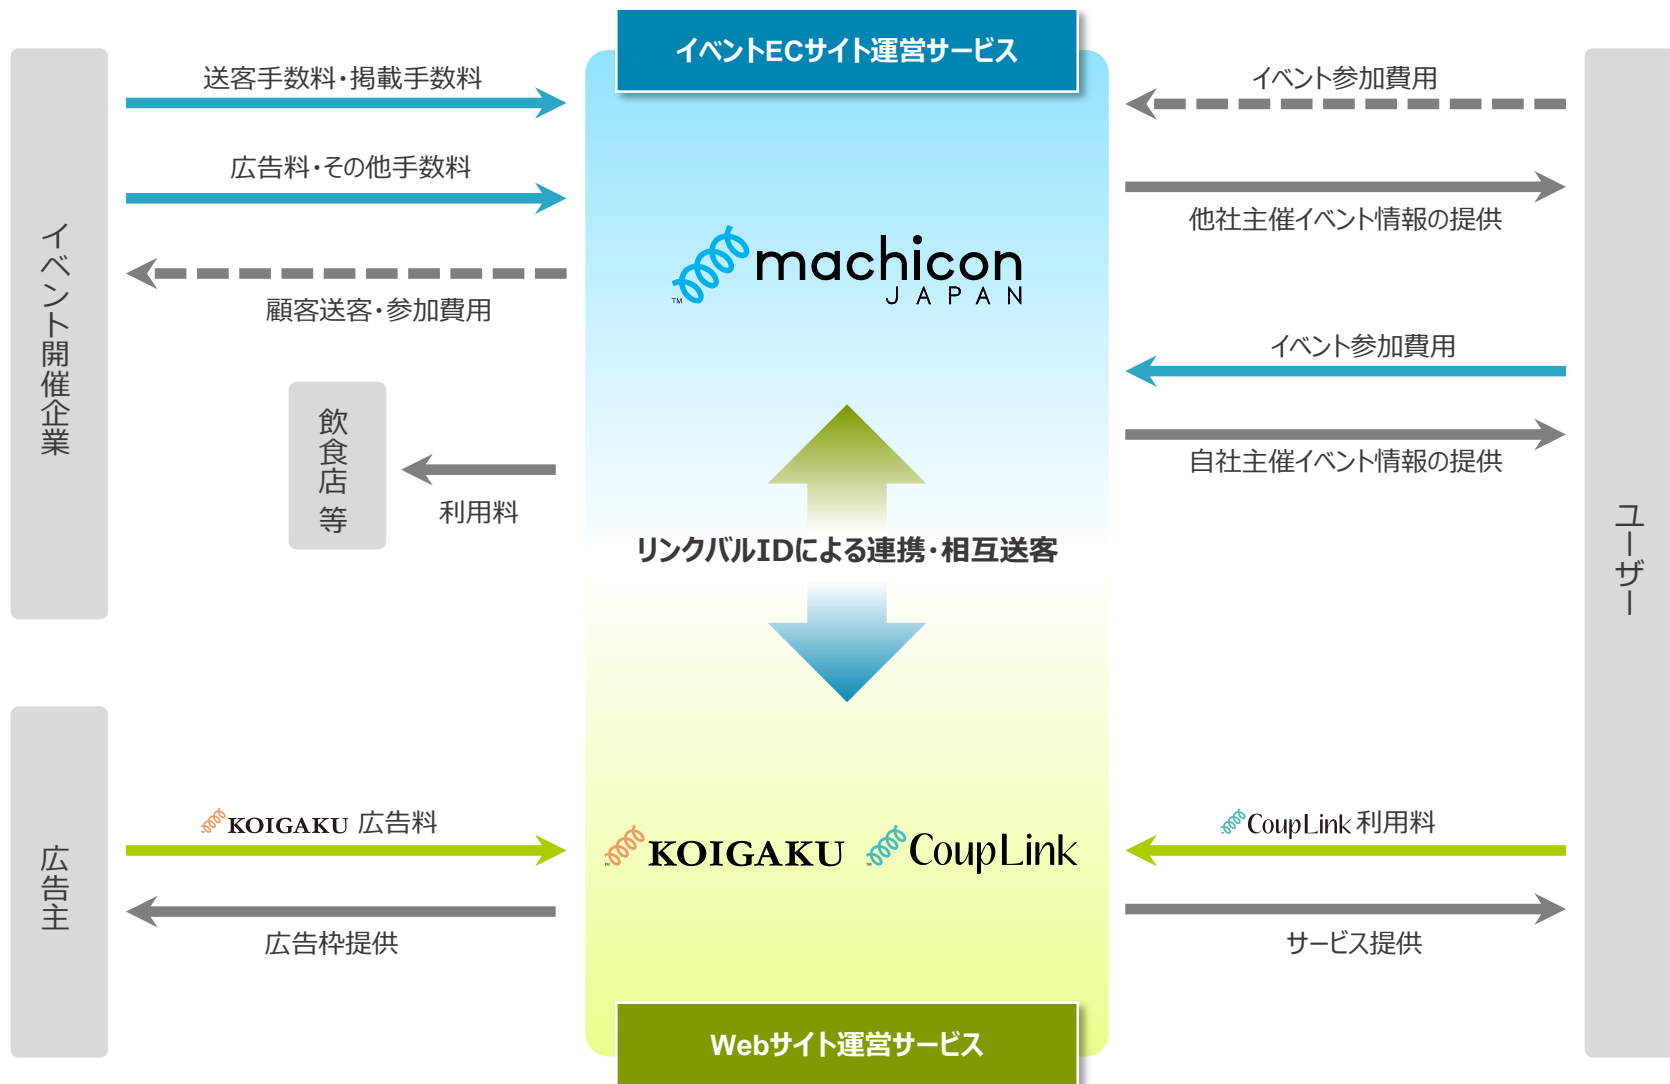 イベントECサイト運営サービス
送客手数料・掲載手数料
広告料・その他手数料
顧客送客・参加費用
イベント開催企業
飲食店 等
利用料
イベント参加費用
他社主催イベント情報の提供
イベント参加費用
自社主催イベント情報の提供
ユーザー
machicon
JAPAN
TM
リンクバルIDによる連携・相互送客
広告主
KOIGAKU 広告料
広告枠提供
TM
KOIGAKU
CoupLink
CoupLink 利用料
サービス提供
Webサイト運営サービス